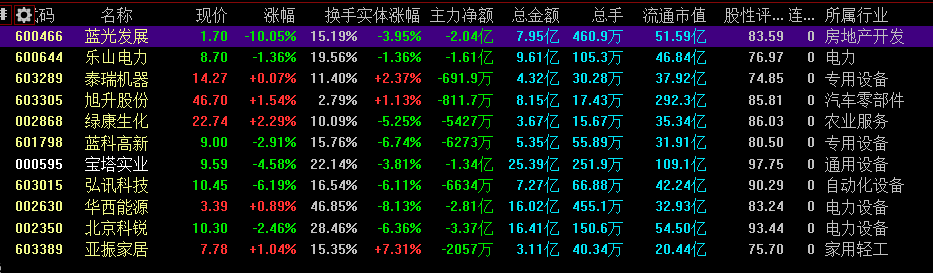 代码 名称 现价 涨幅 换手 实体涨幅 主力净额 总金额 总手 流通市值 股性评... 连... 所属行业
600466 蓝光发展 1.70 -10.05% 15.19% -3.95% -2.04亿 7.95亿 460.9万 51.59亿 83.59 0 房地产开发
600644 乐山电力 8.70 -1.36% 19.56% -1.36% -1.61亿 9.61亿 105.3万 46.84亿 76.97 0 电力
603289 泰瑞机器 14.27 +0.07% 11.40% +2.37% -691.9万 4.32亿 30.28万 37.92亿 74.85 0 专用设备
603305 旭升股份 46.70 +1.54% 2.79% +1.13% -811.7万 8.15亿 17.43万 292.3亿 85.81 0 汽车零部件
002868 绿康生化 22.74 +2.29% 10.09% -5.25% -5427万 3.67亿 15.67万 35.34亿 86.03 0 农业服务
601798 蓝科高新 9.00 -2.91% 15.76% -6.74% -6273万 5.35亿 55.89万 31.91亿 80.50 0 专用设备
000595 宝塔实业 9.59 -4.58% 22.14% -3.81% -1.34亿 25.39亿 251.9万 109.1亿 97.75 0 通用设备
603015 弘讯科技 10.45 -6.19% 16.54% -6.11% -6634万 7.27亿 66.88万 42.24亿 90.29 0 自动化设备
002630 华西能源 3.39 +0.89% 46.85% -8.13% -2.81亿 16.02亿 455.1万 32.93亿 83.24 0 电力设备
002350 北京科锐 10.30 -2.46% 28.46% -6.36% -3.37亿 16.41亿 150.6万 54.50亿 93.44 0 电力设备
603389 亚振家居 7.78 +1.04% 15.35% +7.31% -2057万 3.11亿 40.34万 20.44亿 75.70 0 家用轻工